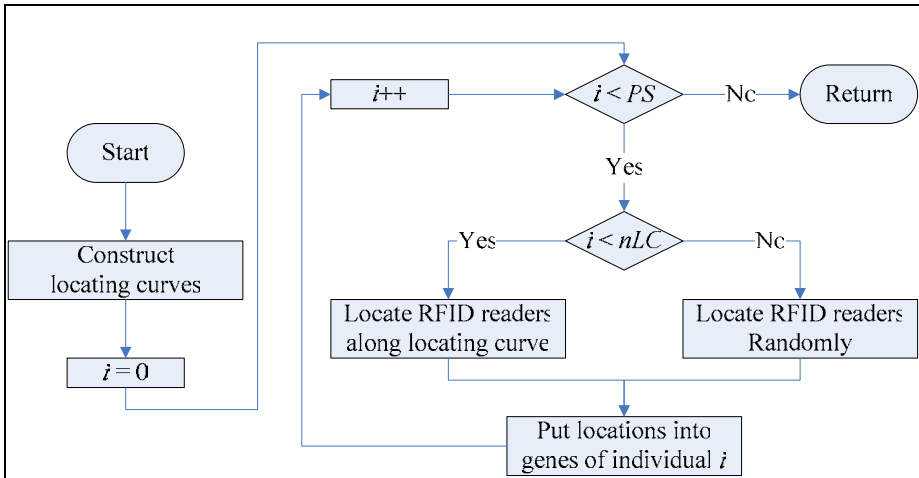 Start
Construct
locating curves
i = 0
i++
i < PS
No
Return
Yes
i < nLC
Yes
No
Locate RFID readers
along locating curve
Locate RFID readers
Randomly
Put locations into
genes of individual i